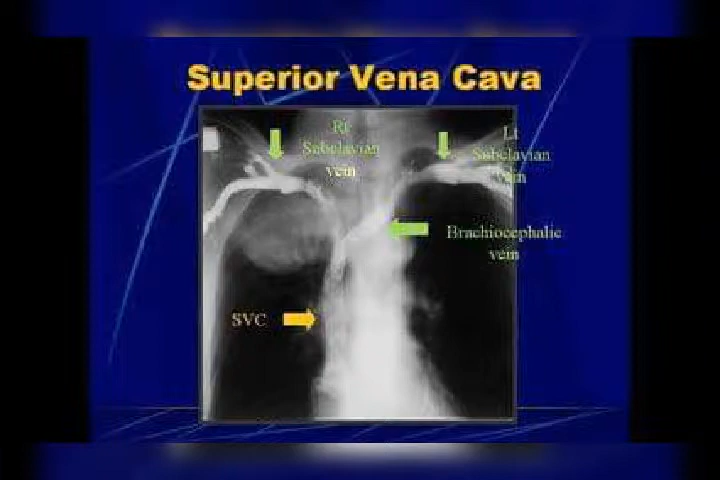 Superior Vena Cava
Rt
Subclavian
vein
Lt
Subclavian
vein
Brachiocephalic
vein
SVC